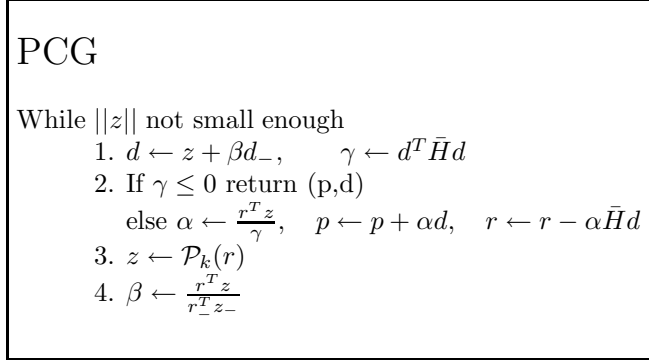 PCG
While ||z|| not small enough
1. d ← z + βd₋, γ ← dᵀH̄d
2. If γ ≤ 0 return (p,d)
else α ← rᵀz/γ, p ← p + αd, r ← r − αH̄d
3. z ← 𝒫ₖ(r)
4. β ← rᵀz/r₋ᵀz₋